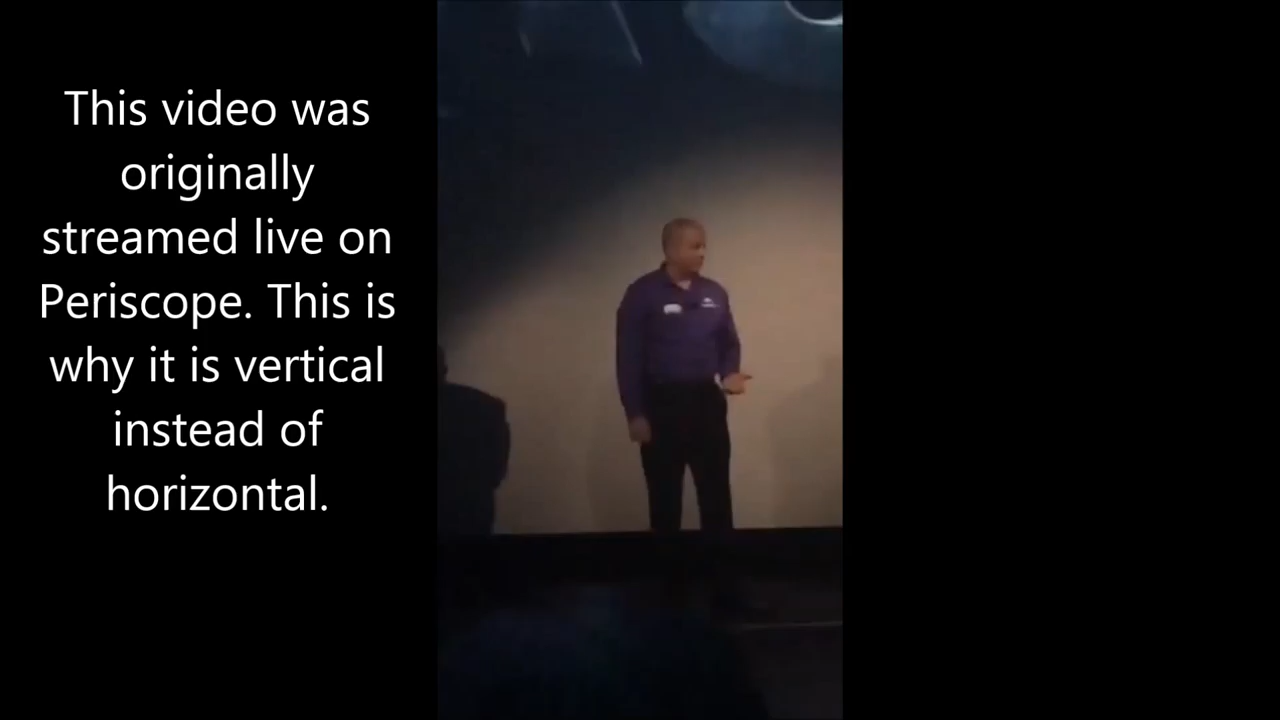 This video was
originally
streamed live on
Periscope. This is
why it is vertical
instead of
horizontal.